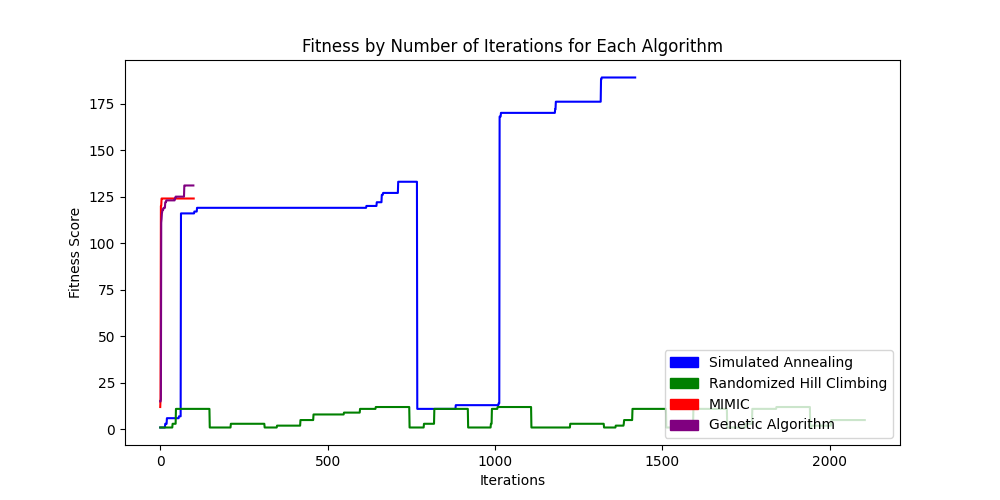 Fitness by Number of Iterations for Each Algorithm
Fitness Score
175
150
125
100
75
50
25
0
Simulated Annealing
Randomized Hill Climbing
MIMIC
Genetic Algorithm
0 500 1000 1500 2000
Iterations